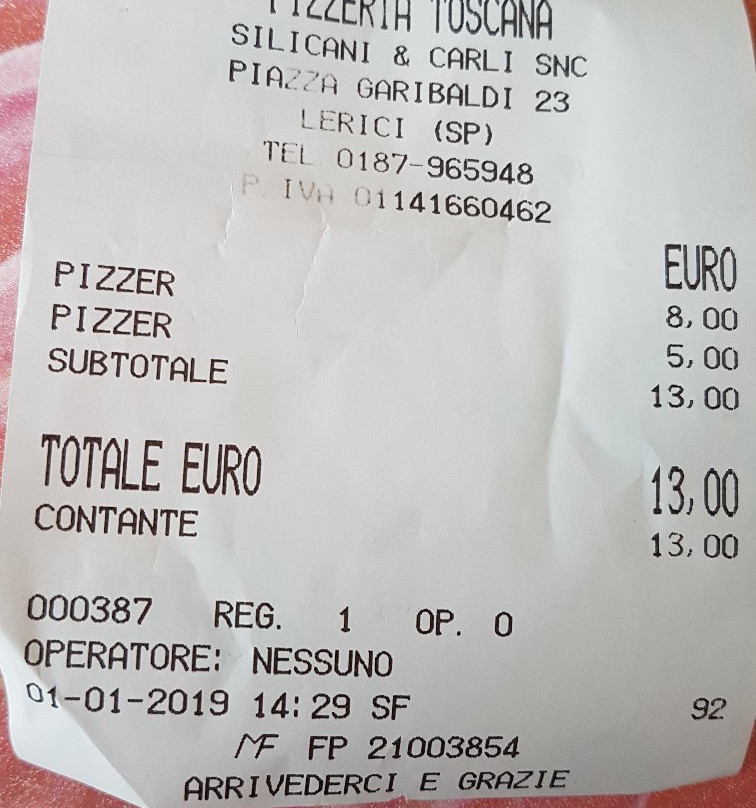 PIZZERIA TOSCANA
SILICANI & CARLI SNC
PIAZZA GARIBALDI 23
LERICI (SP)
TEL 0187-965948
P. IVA 01141660462
EURO
PIZZER 8,00
PIZZER 5,00
SUBTOTALE 13,00
TOTALE EURO 13,00
CONTANTE 13,00
000387 REG. 1 OP. 0
OPERATORE: NESSUNO
01-01-2019 14:29 SF 92
MF FP 21003854
ARRIVEDERCI E GRAZIE